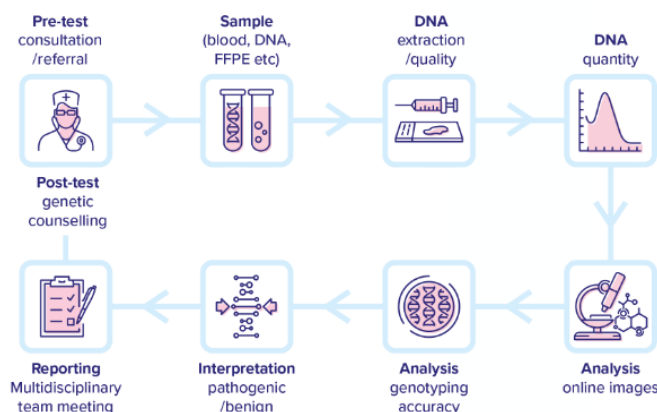 Pre-test
consultation
/referral
Sample
(blood, DNA,
FFPE etc)
DNA
extraction
/quality
DNA
quantity
Post-test
genetic
counselling
Reporting
Multidisciplinary
team meeting
Interpretation
pathogenic
/benign
Analysis
genotyping
accuracy
Analysis
online images